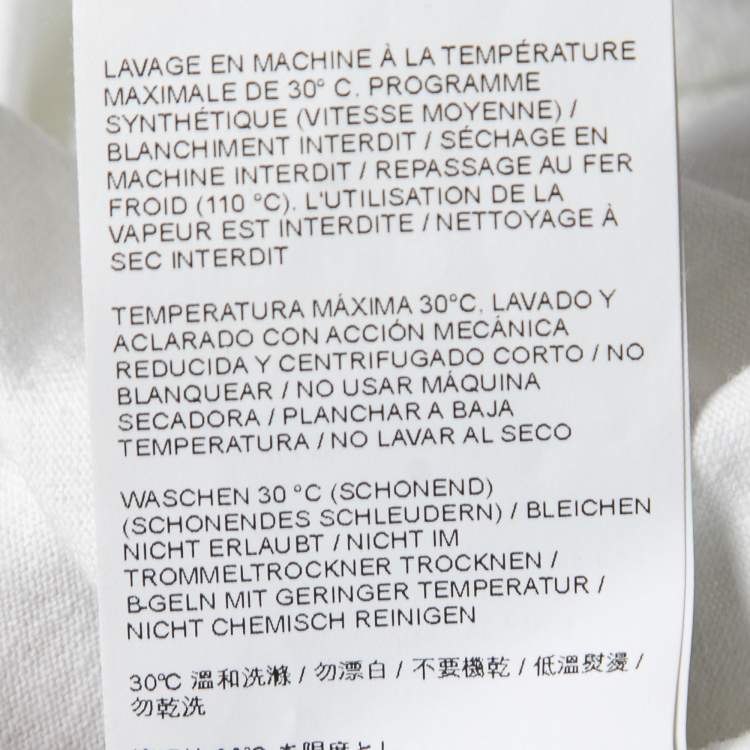 LAVAGE EN MACHINE À LA TEMPÉRATURE
MAXIMALE DE 30° C. PROGRAMME
SYNTHÉTIQUE (VITESSE MOYENNE) /
BLANCHIMENT INTERDIT / SÉCHAGE EN
MACHINE INTERDIT / REPASSAGE AU FER
FROID (110 °C). L'UTILISATION DE LA
VAPEUR EST INTERDITE / NETTOYAGE À
SEC INTERDIT
TEMPERATURA MÁXIMA 30°C, LAVADO Y
ACLARADO CON ACCIÓN MECÁNICA
REDUCIDA Y CENTRIFUGADO CORTO / NO
BLANQUEAR / NO USAR MÁQUINA
SECADORA / PLANCHAR A BAJA
TEMPERATURA / NO LAVAR AL SECO
WASCHEN 30 °C (SCHONEND)
(SCHONENDES SCHLEUDERN) / BLEICHEN
NICHT ERLAUBT / NICHT IM
TROMMELTROCKNER TROCKNEN /
B-GELN MIT GERINGER TEMPERATUR /
NICHT CHEMISCH REINIGEN
30°C 溫和洗滌 / 勿漂白 / 不要機乾 / 低溫熨燙 /
勿乾洗